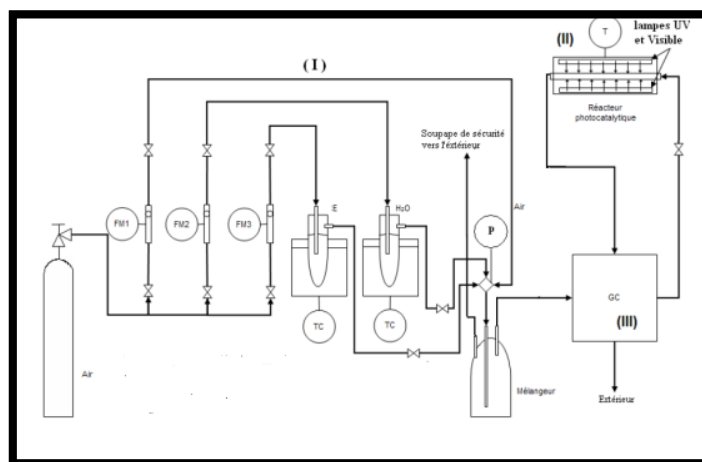 lampes UV
et Visible
(II)
T
( I )
Réacteur
photocatalytique
Soupape de sécurité
vers l'éxtérieur
:E
H₂O
Air
FM1
FM2
FM3
P
GC
(III)
TC
TC
Air
Mélangeur
Extérieur